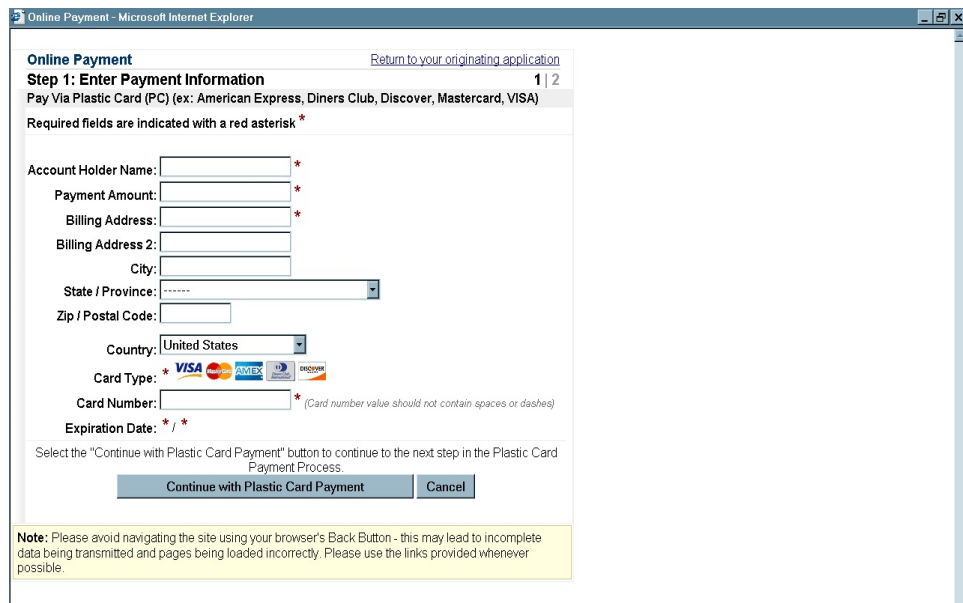 Online Payment - Microsoft Internet Explorer
Online Payment Return to your originating application
Step 1: Enter Payment Information 1 | 2
Pay Via Plastic Card (PC) (ex: American Express, Diners Club, Discover, Mastercard, VISA)
Required fields are indicated with a red asterisk *
Account Holder Name: *
Payment Amount: *
Billing Address: *
Billing Address 2:
City:
State / Province: ------
Zip / Postal Code:
Country: United States
Card Type: * VISA MasterCard AMEX DISCOVER
Card Number: * (Card number value should not contain spaces or dashes)
Expiration Date: * / *
Select the "Continue with Plastic Card Payment" button to continue to the next step in the Plastic Card
Payment Process.
Continue with Plastic Card Payment Cancel
Note: Please avoid navigating the site using your browser's Back Button - this may lead to incomplete
data being transmitted and pages being loaded incorrectly. Please use the links provided whenever
possible.